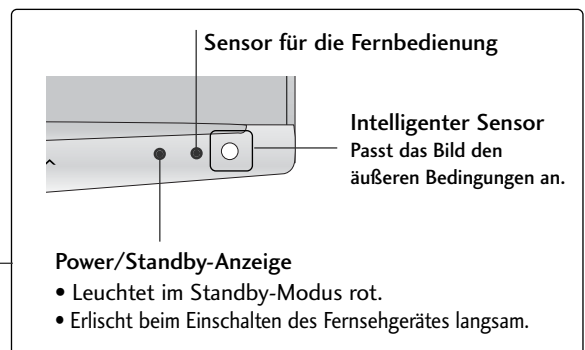 Sensor für die Fernbedienung
Intelligenter Sensor
Passt das Bild den
äußeren Bedingungen an.
Power/Standby-Anzeige
• Leuchtet im Standby-Modus rot.
• Erlischt beim Einschalten des Fernsehgerätes langsam.